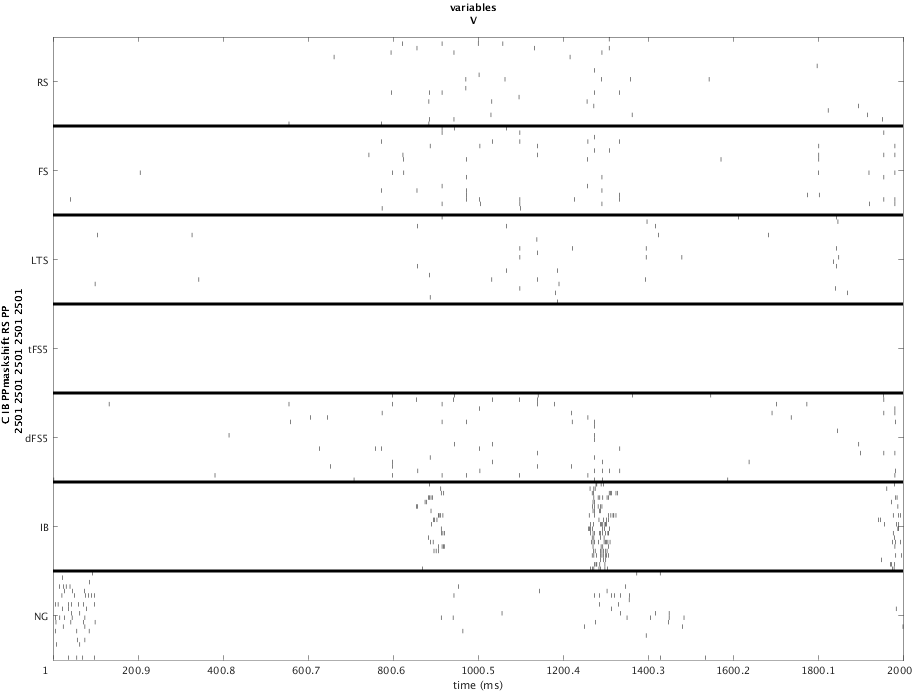 variables
V
RS
FS
LTS
tFS5
dFS5
IB
NG
C IB PPmaskshift RS PP
2501 2501 2501 2501 2501
1 200.9 400.8 600.7 800.6 1000.5 1200.4 1400.3 1600.2 1800.1 2000
time (ms)